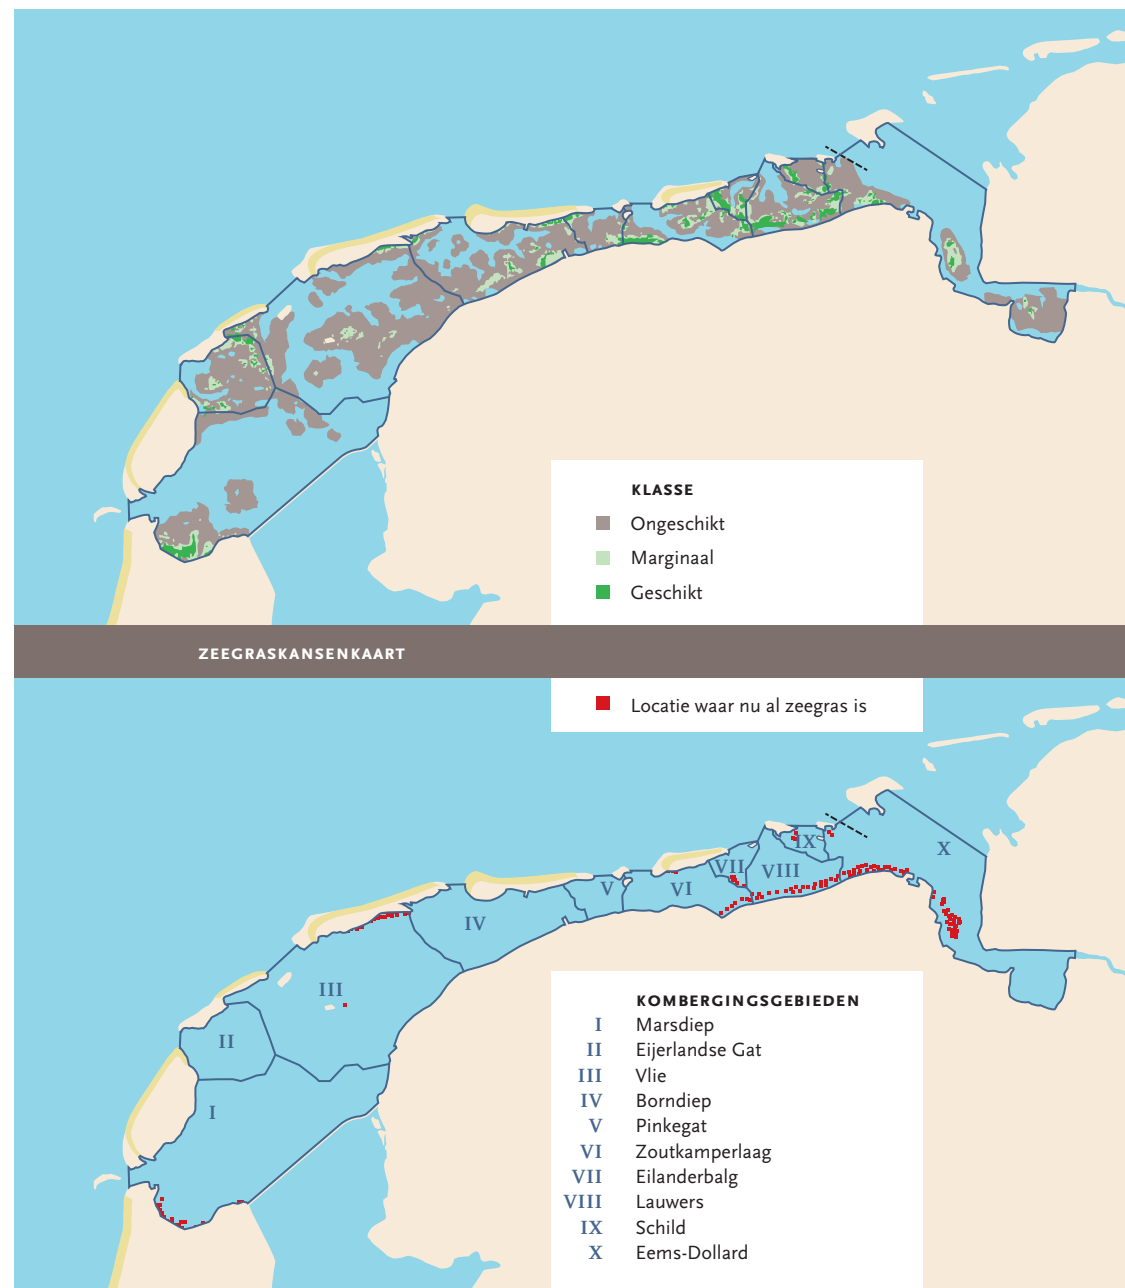 KLASSE
Ongeschikt
Marginaal
Geschikt
ZEEGRASKANSENKAART
Locatie waar nu al zeegras is
IX
X
VII
VIII
VI
V
IV
III
II
I
KOMBERGINGSGEBIEDEN
I Marsdiep
II Eijerlandse Gat
III Vlie
IV Borndiep
V Pinkegat
VI Zoutkamperlaag
VII Eilanderbalg
VIII Lauwers
IX Schild
X Eems-Dollard